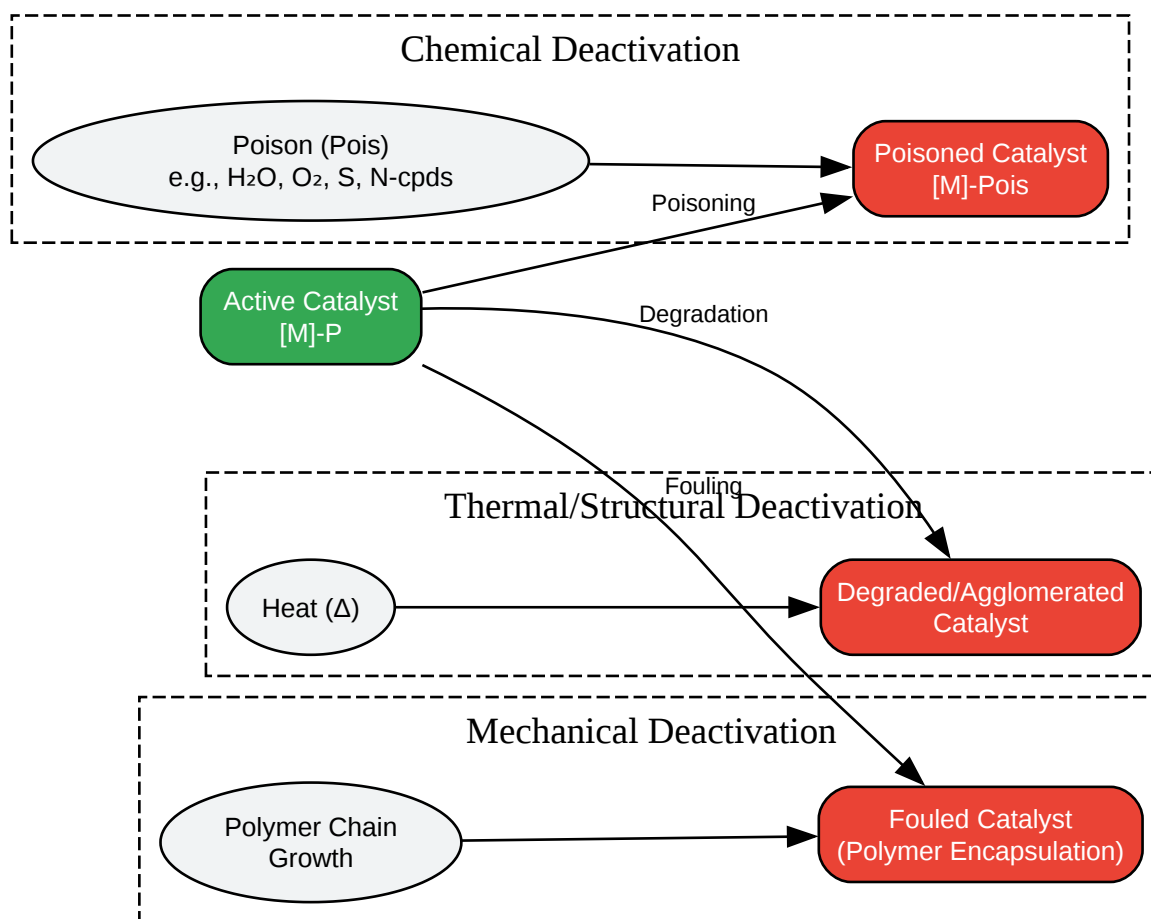 Chemical Deactivation
Poison (Pois)
e.g., H₂O, O₂, S, N-cpds
Poisoned Catalyst
[M]-Pois
Poisoning
Active Catalyst
[M]-P
Degradation
Fouling
Thermal/Structural Deactivation
Heat (Δ)
Degraded/Agglomerated
Catalyst
Mechanical Deactivation
Polymer Chain
Growth
Fouled Catalyst
(Polymer Encapsulation)